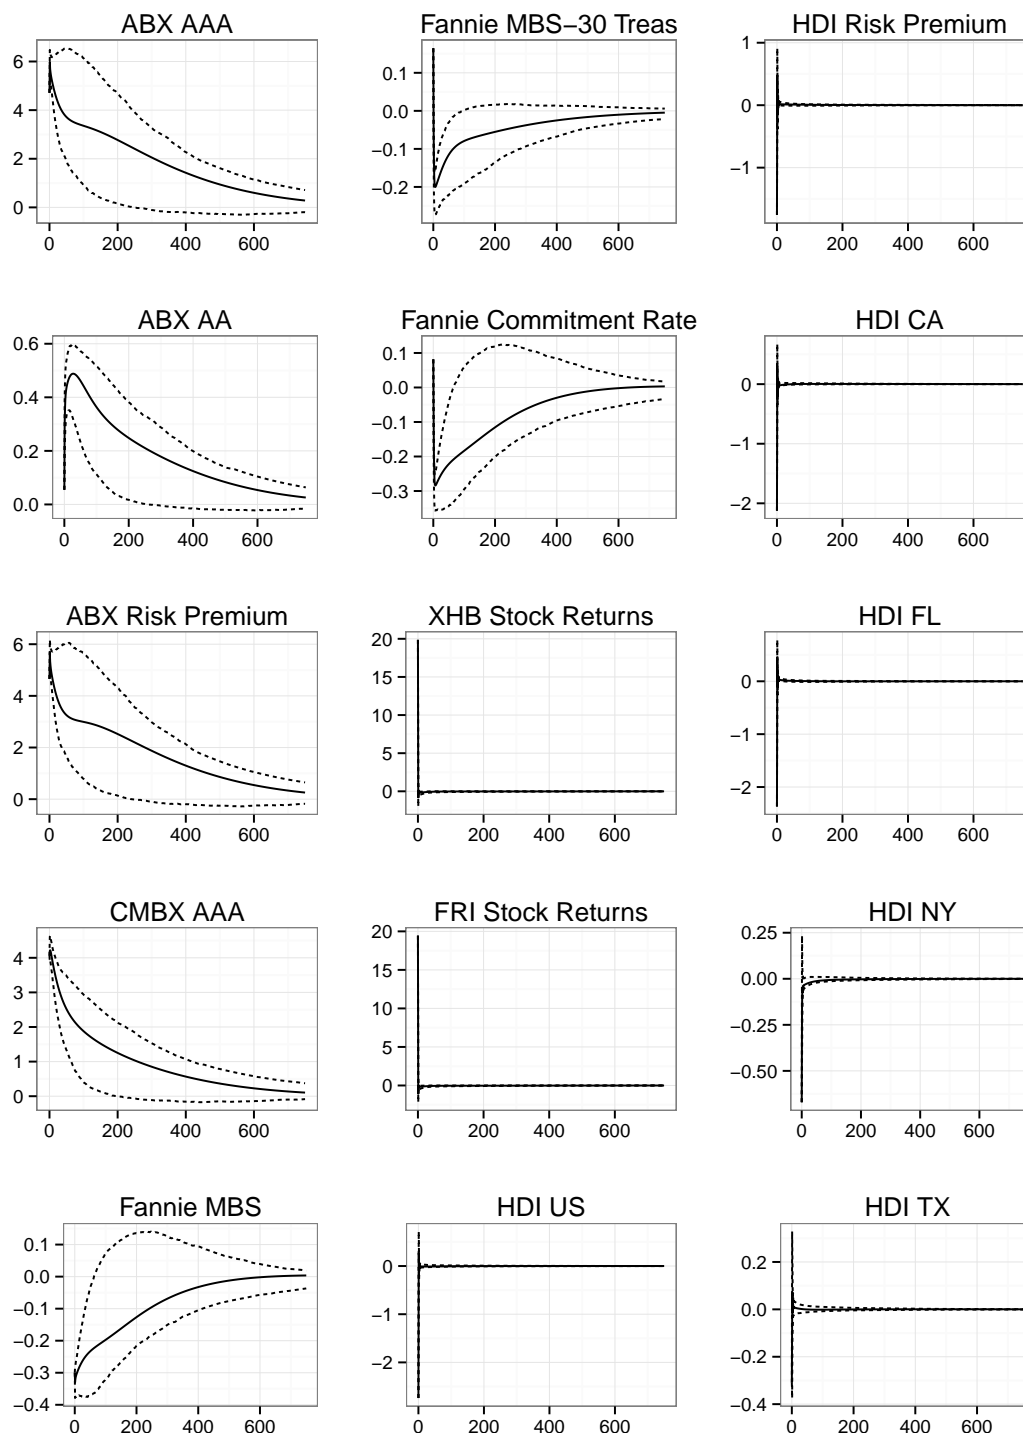 ABX AAA
6
4
2
0
0 200 400 600
Fannie MBS−30 Treas
0.1
0.0
−0.1
−0.2
0 200 400 600
HDI Risk Premium
1
0
−1
0 200 400 600
ABX AA
0.6
0.4
0.2
0.0
0 200 400 600
Fannie Commitment Rate
0.1
0.0
−0.1
−0.2
−0.3
0 200 400 600
HDI CA
0
−1
−2
0 200 400 600
ABX Risk Premium
6
4
2
0
0 200 400 600
XHB Stock Returns
20
15
10
5
0
0 200 400 600
HDI FL
0
−1
−2
0 200 400 600
CMBX AAA
4
3
2
1
0
0 200 400 600
FRI Stock Returns
20
15
10
5
0
0 200 400 600
HDI NY
0.25
0.00
−0.25
−0.50
0 200 400 600
Fannie MBS
0.1
0.0
−0.1
−0.2
−0.3
−0.4
0 200 400 600
HDI US
0
−1
−2
0 200 400 600
HDI TX
0.2
0.0
−0.2
−0.4
0 200 400 600